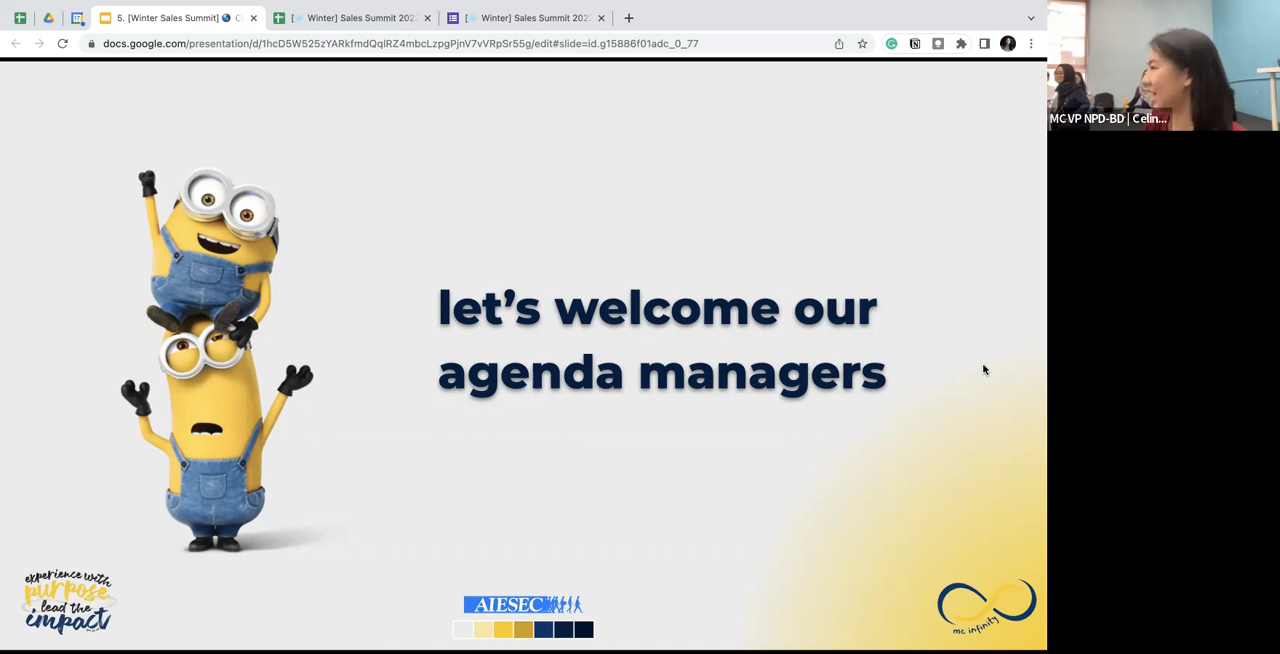 5. [Winter Sales Summit] 🌎 C
[❄️ Winter] Sales Summit 202
[❄️ Winter] Sales Summit 202
docs.google.com/presentation/d/1hcD5W525zYARkfmdQqlRZ4mbcLzpgPjnV7vVRpSr55g/edit#slide=id.g15886f01adc_0_77
MC VP NPD-BD | Celin...
let's welcome our
agenda managers
experience with
purpose
lead the
impact
AIESEC
mc infinity